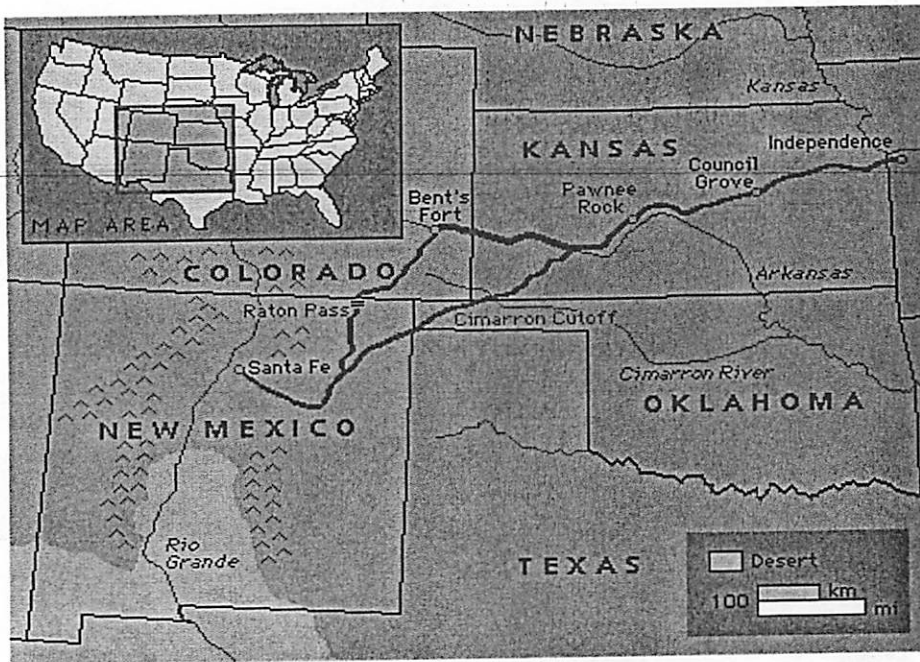 NEBRASKA
Kansas
MAP AREA
KANSAS
Independence
Council
Grove
Pawnee
Rock
Bent's
Fort
COLORADO
Arkansas
Raton Pass
Cimarron Cutoff
Santa Fe
Cimarron River
OKLAHOMA
NEW MEXICO
Rio
Grande
TEXAS
Desert
100
km
mi